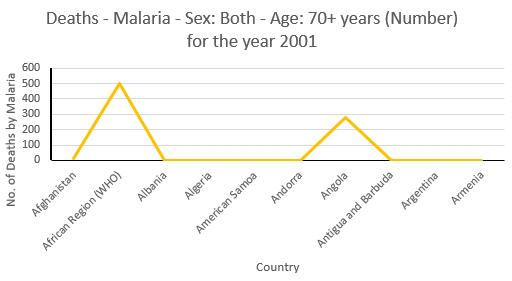 Deaths - Malaria - Sex: Both - Age: 70+ years (Number)
for the year 2001
No. of Deaths by Malaria
600
500
400
300
200
100
0
Afghanistan
African Region (WHO)
Albania
Algeria
American Samoa
Andorra
Angola
Antigua and Barbuda
Argentina
Armenia
Country